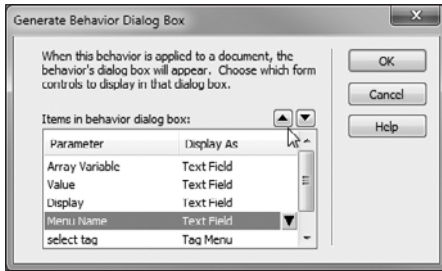 Generate Behavior Dialog Box
When this behavior is applied to a document, the
behavior's dialog box will appear. Choose which form
controls to display in that dialog box.
OK
Cancel
Help
Items in behavior dialog box:
Parameter Display As
Array Variable Text Field
Value Text Field
Display Text Field
Menu Name Text Field
select tag Tag Menu